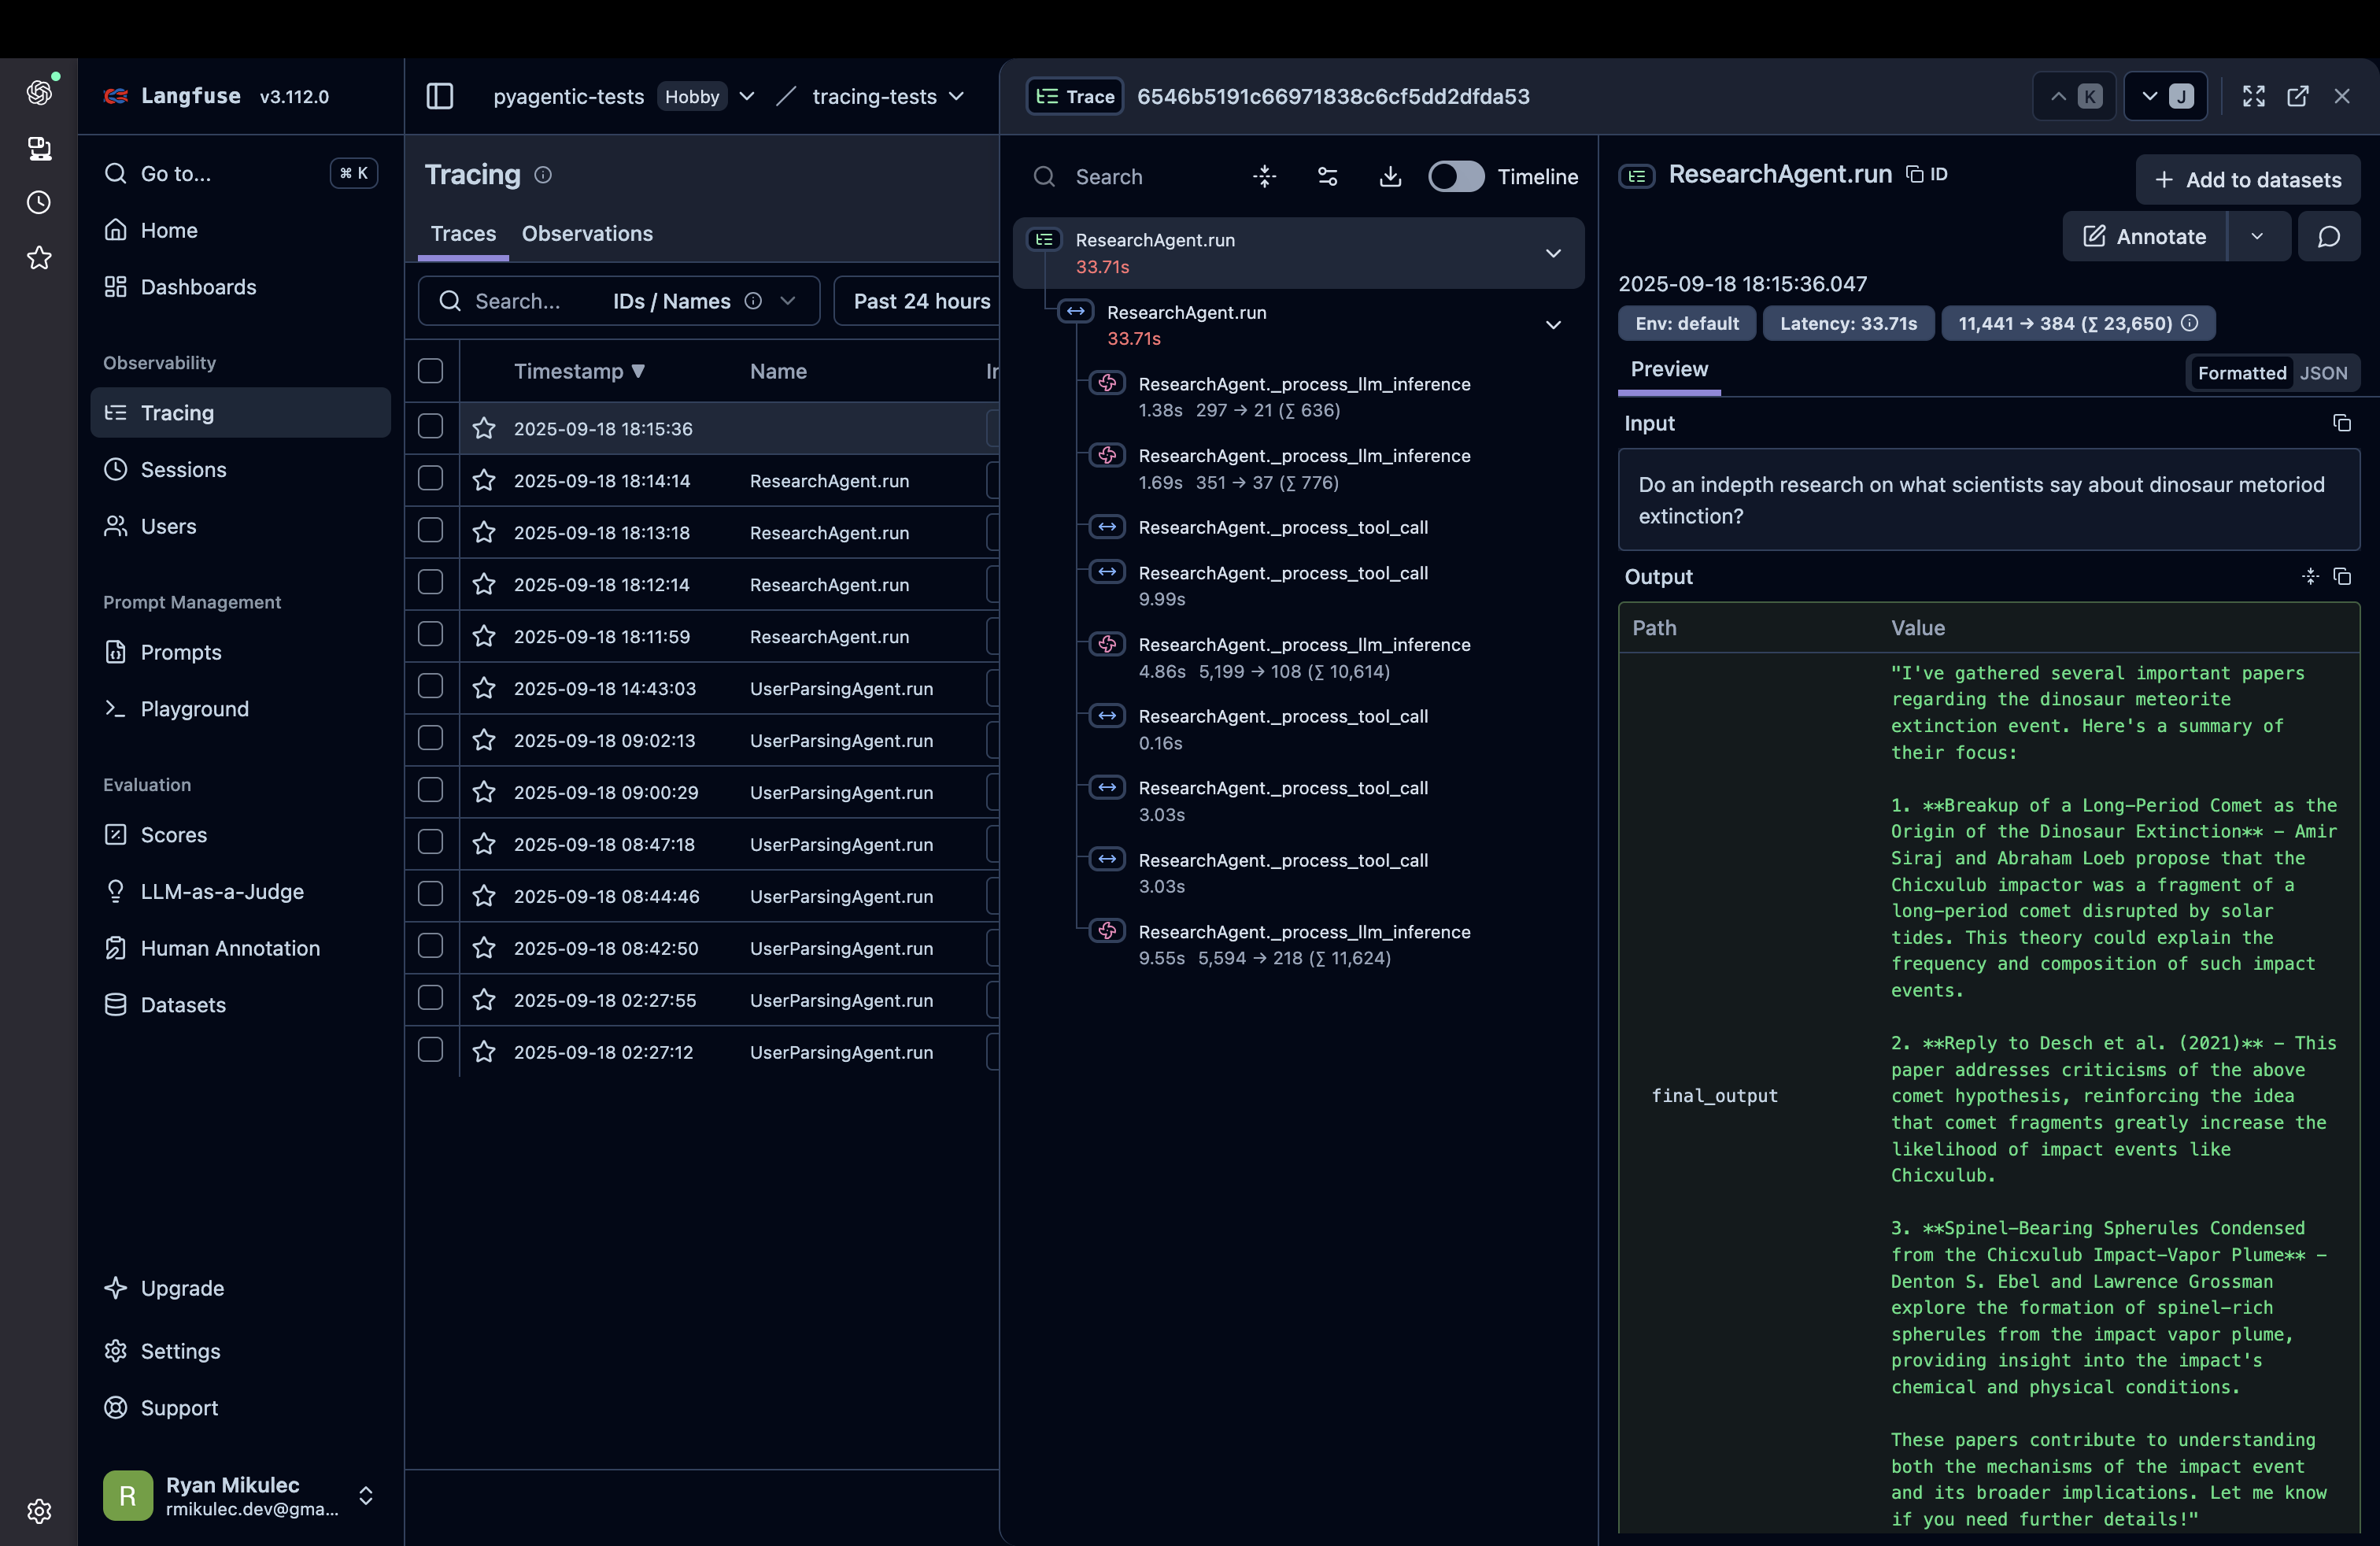 Langfuse v3.112.0
Go to... ⌘ K
Home
Dashboards
Observability
Tracing
Sessions
Users
Prompt Management
Prompts
Playground
Evaluation
Scores
LLM-as-a-Judge
Human Annotation
Datasets
Upgrade
Settings
Support
R
Ryan Mikulec
rmikulec.dev@gma...
pyagentic-tests Hobby / tracing-tests
Tracing
Traces Observations
Search... IDs / Names Past 24 hours
Timestamp ▼ Name
2025-09-18 18:15:36
2025-09-18 18:14:14 ResearchAgent.run
2025-09-18 18:13:18 ResearchAgent.run
2025-09-18 18:12:14 ResearchAgent.run
2025-09-18 18:11:59 ResearchAgent.run
2025-09-18 14:43:03 UserParsingAgent.run
2025-09-18 09:02:13 UserParsingAgent.run
2025-09-18 09:00:29 UserParsingAgent.run
2025-09-18 08:47:18 UserParsingAgent.run
2025-09-18 08:44:46 UserParsingAgent.run
2025-09-18 08:42:50 UserParsingAgent.run
2025-09-18 02:27:55 UserParsingAgent.run
2025-09-18 02:27:12 UserParsingAgent.run
Trace 6546b5191c66971838c6cf5dd2dfda53
K J
Search Timeline
ResearchAgent.run
33.71s
ResearchAgent.run
33.71s
ResearchAgent._process_llm_inference
1.38s 297 → 21 (∑ 636)
ResearchAgent._process_llm_inference
1.69s 351 → 37 (∑ 776)
ResearchAgent._process_tool_call
ResearchAgent._process_tool_call
9.99s
ResearchAgent._process_llm_inference
4.86s 5,199 → 108 (∑ 10,614)
ResearchAgent._process_tool_call
0.16s
ResearchAgent._process_tool_call
3.03s
ResearchAgent._process_tool_call
3.03s
ResearchAgent._process_llm_inference
9.55s 5,594 → 218 (∑ 11,624)
ResearchAgent.run ID
Add to datasets
Annotate
2025-09-18 18:15:36.047
Env: default Latency: 33.71s 11,441 → 384 (∑ 23,650)
Preview Formatted JSON
Input
Do an indepth research on what scientists say about dinosaur metoriod
extinction?
Output
Path Value
final_output
"I've gathered several important papers
regarding the dinosaur meteorite
extinction event. Here's a summary of
their focus:
1. **Breakup of a Long-Period Comet as the
Origin of the Dinosaur Extinction** – Amir
Siraj and Abraham Loeb propose that the
Chicxulub impactor was a fragment of a
long-period comet disrupted by solar
tides. This theory could explain the
frequency and composition of such impact
events.
2. **Reply to Desch et al. (2021)** – This
paper addresses criticisms of the above
comet hypothesis, reinforcing the idea
that comet fragments greatly increase the
likelihood of impact events like
Chicxulub.
3. **Spinel-Bearing Spherules Condensed
from the Chicxulub Impact-Vapor Plume** –
Denton S. Ebel and Lawrence Grossman
explore the formation of spinel-rich
spherules from the impact vapor plume,
providing insight into the impact's
chemical and physical conditions.
These papers contribute to understanding
both the mechanisms of the impact event
and its broader implications. Let me know
if you need further details!"